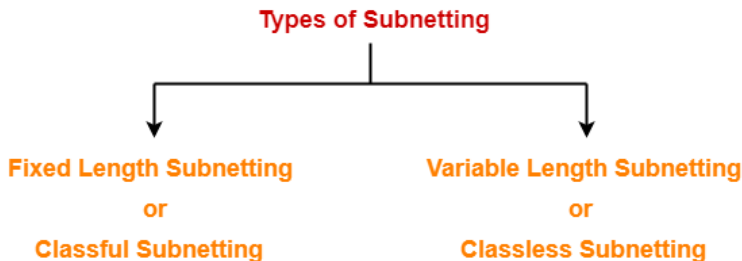 Types of Subnetting
Fixed Length Subnetting
or
Classful Subnetting
Variable Length Subnetting
or
Classless Subnetting